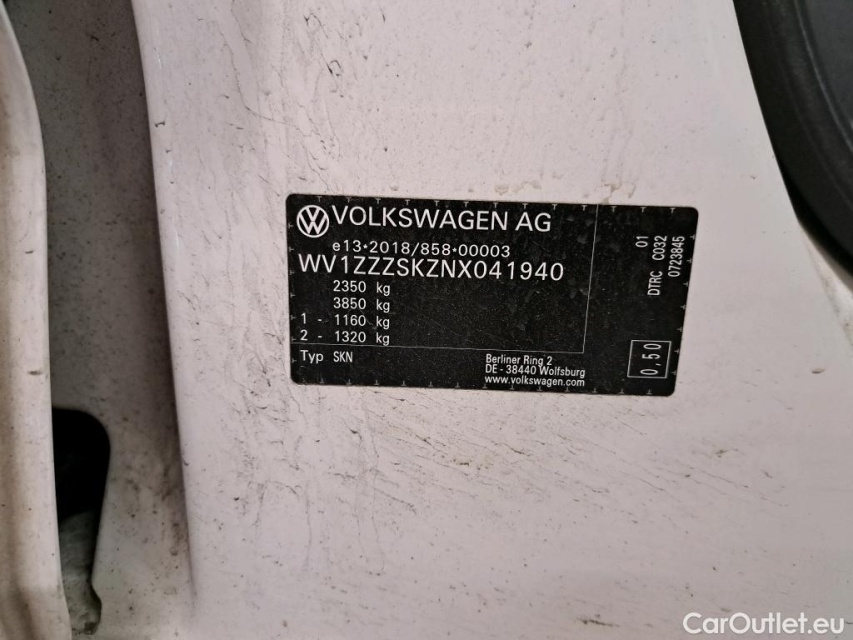 VOLKSWAGEN AG
e13*2018/858*00003
WV1ZZZSKZNX041940
2350 kg
3850 kg
1 - 1160 kg
2 - 1320 kg
Typ SKN
Berliner Ring 2
DE - 38440 Wolfsburg
www.volkswagen.com
01
DTRC C032
0723845
0.50
CarOutlet.eu